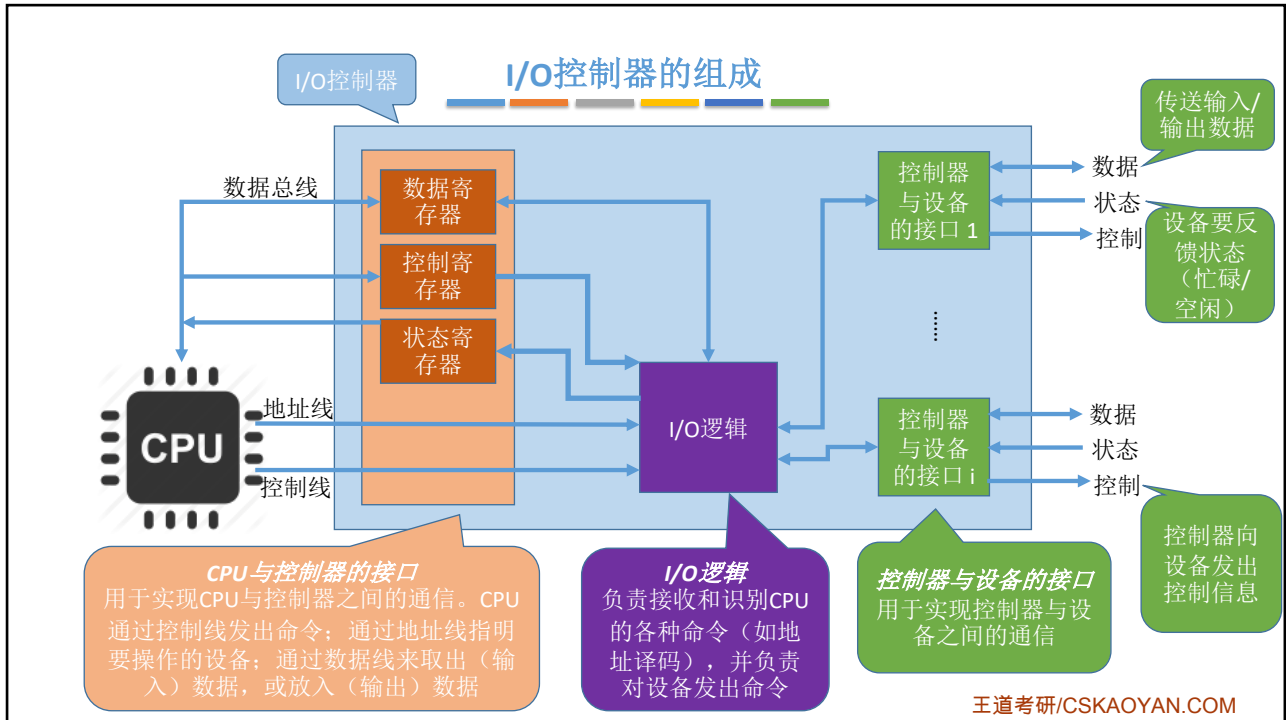 I/O控制器的组成
I/O控制器
传送输入/
输出数据
数据总线
数据寄
存器
控制寄
存器
状态寄
存器
控制器
与设备
的接口 1
数据
状态
控制
设备要反
馈状态
（忙碌/
空闲）
……
CPU
地址线
控制线
I/O逻辑
控制器
与设备
的接口 i
数据
状态
控制
控制器向
设备发出
控制信息
CPU与控制器的接口
用于实现CPU与控制器之间的通信。CPU
通过控制线发出命令；通过地址线指明
要操作的设备；通过数据线来取出（输
入）数据，或放入（输出）数据
I/O逻辑
负责接收和识别CPU
的各种命令（如地
址译码），并负责
对设备发出命令
控制器与设备的接口
用于实现控制器与设
备之间的通信
王道考研/CSKAOYAN.COM